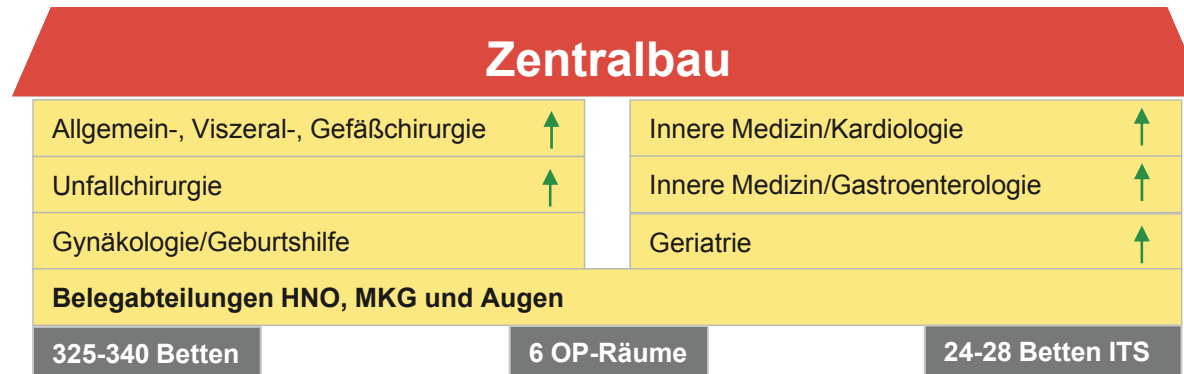 Zentralbau
Allgemein-, Viszeral-, Gefäßchirurgie
Unfallchirurgie
Gynäkologie/Geburtshilfe
Innere Medizin/Kardiologie
Innere Medizin/Gastroenterologie
Geriatrie
Belegabteilungen HNO, MKG und Augen
325-340 Betten
6 OP-Räume
24-28 Betten ITS